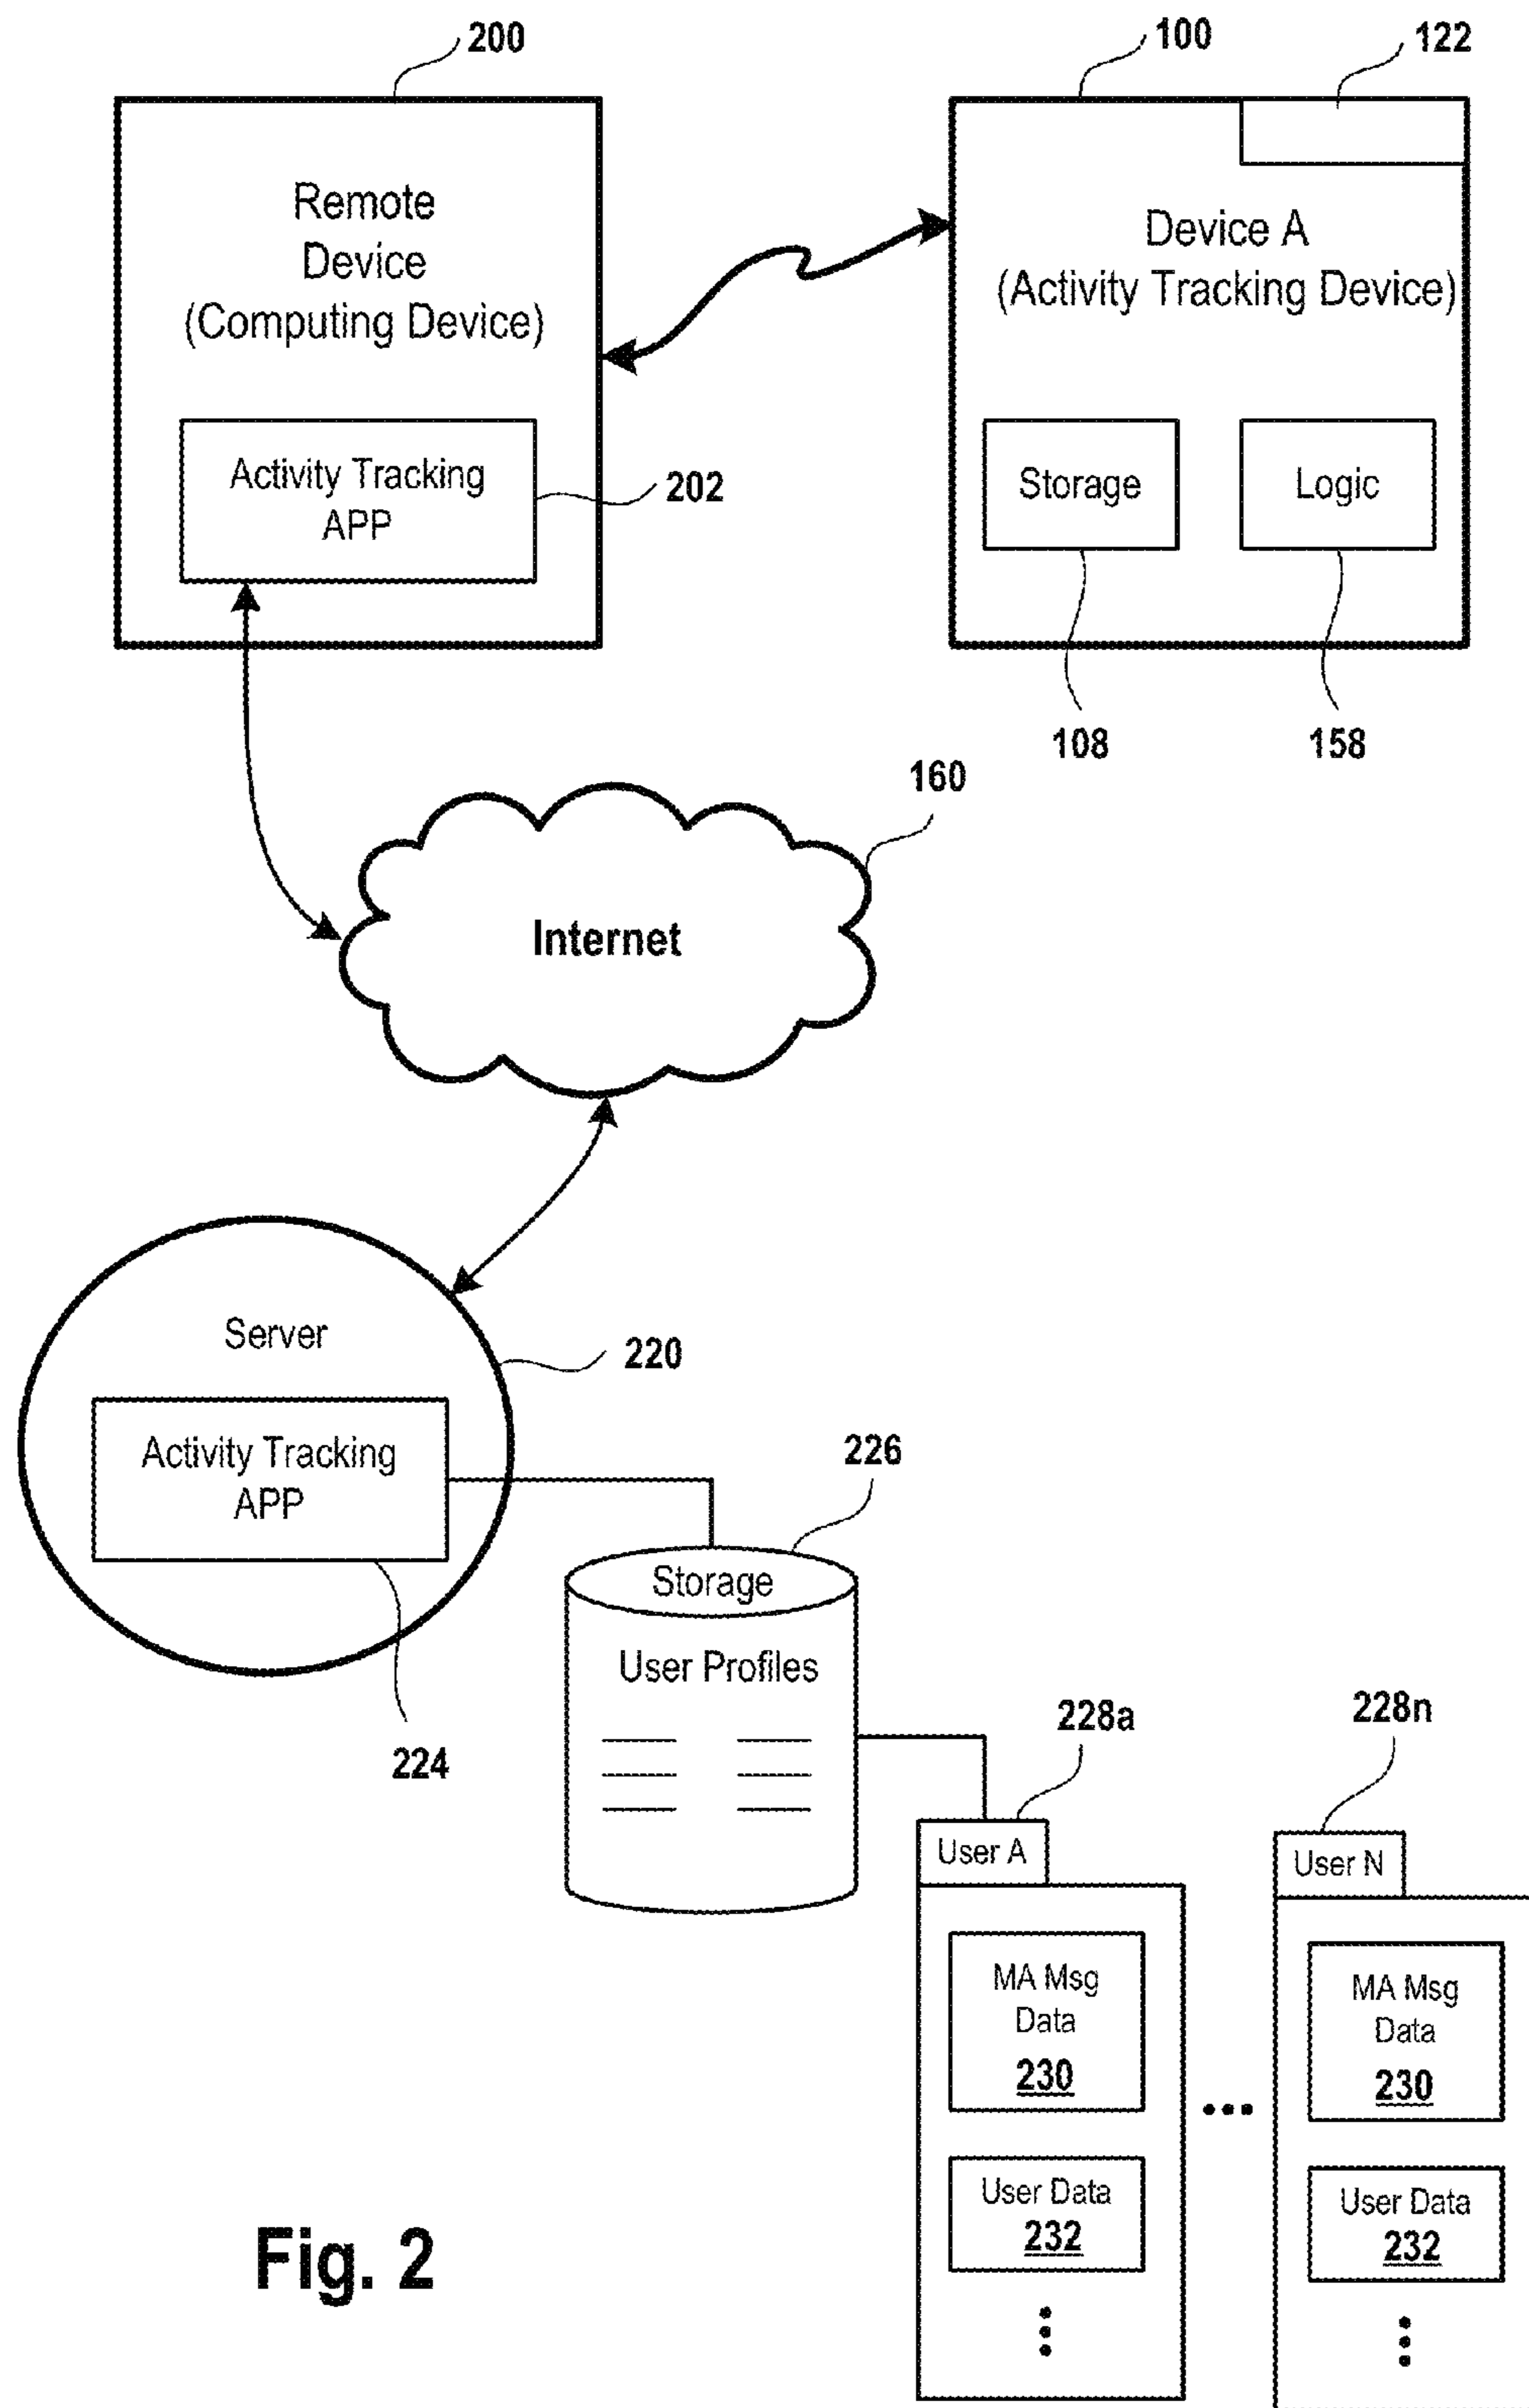 200
100
122
Remote
Device
(Computing Device)
Device A
(Activity Tracking Device)
Activity Tracking
APP
202
Storage
Logic
108
158
160
Internet
Server
220
Activity Tracking
APP
224
226
Storage
User Profiles
228a
228n
User A
User N
MA Msg
Data
230
MA Msg
Data
230
User Data
232
User Data
232
Fig. 2